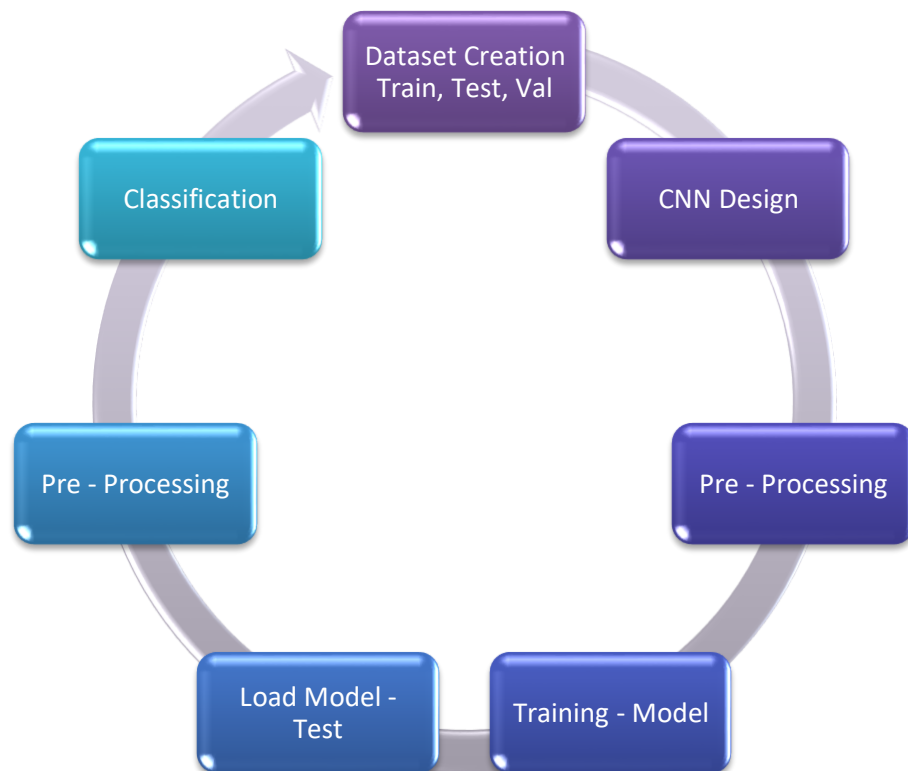 Dataset Creation
Train, Test, Val
CNN Design
Pre - Processing
Training - Model
Load Model -
Test
Pre - Processing
Classification